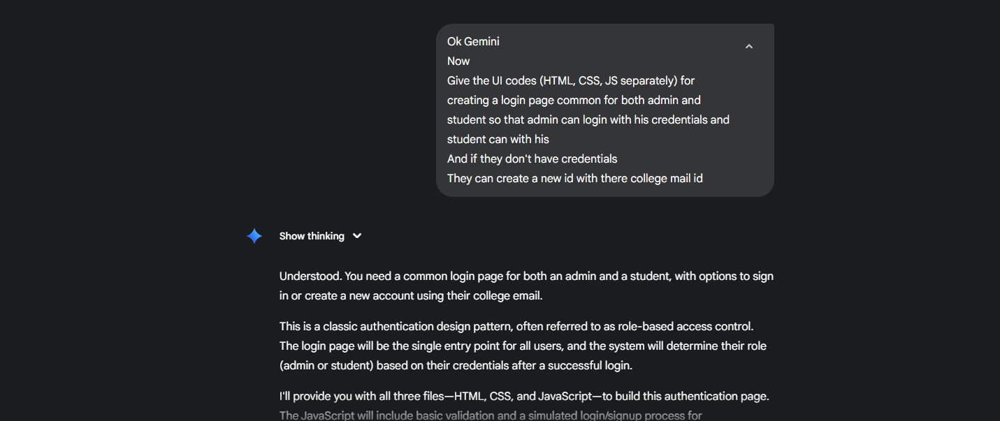 Ok Gemini
Now
Give the UI codes (HTML, CSS, JS separately) for
creating a login page common for both admin and
student so that admin can login with his credentials and
student can with his
And if they don't have credentials
They can create a new id with there college mail id
Show thinking
Understood. You need a common login page for both an admin and a student, with options to sign
in or create a new account using their college email.
This is a classic authentication design pattern, often referred to as role-based access control.
The login page will be the single entry point for all users, and the system will determine their role
(admin or student) based on their credentials after a successful login.
I'll provide you with all three files—HTML, CSS, and JavaScript—to build this authentication page.
The JavaScript will include basic validation and a simulated login/signup process for